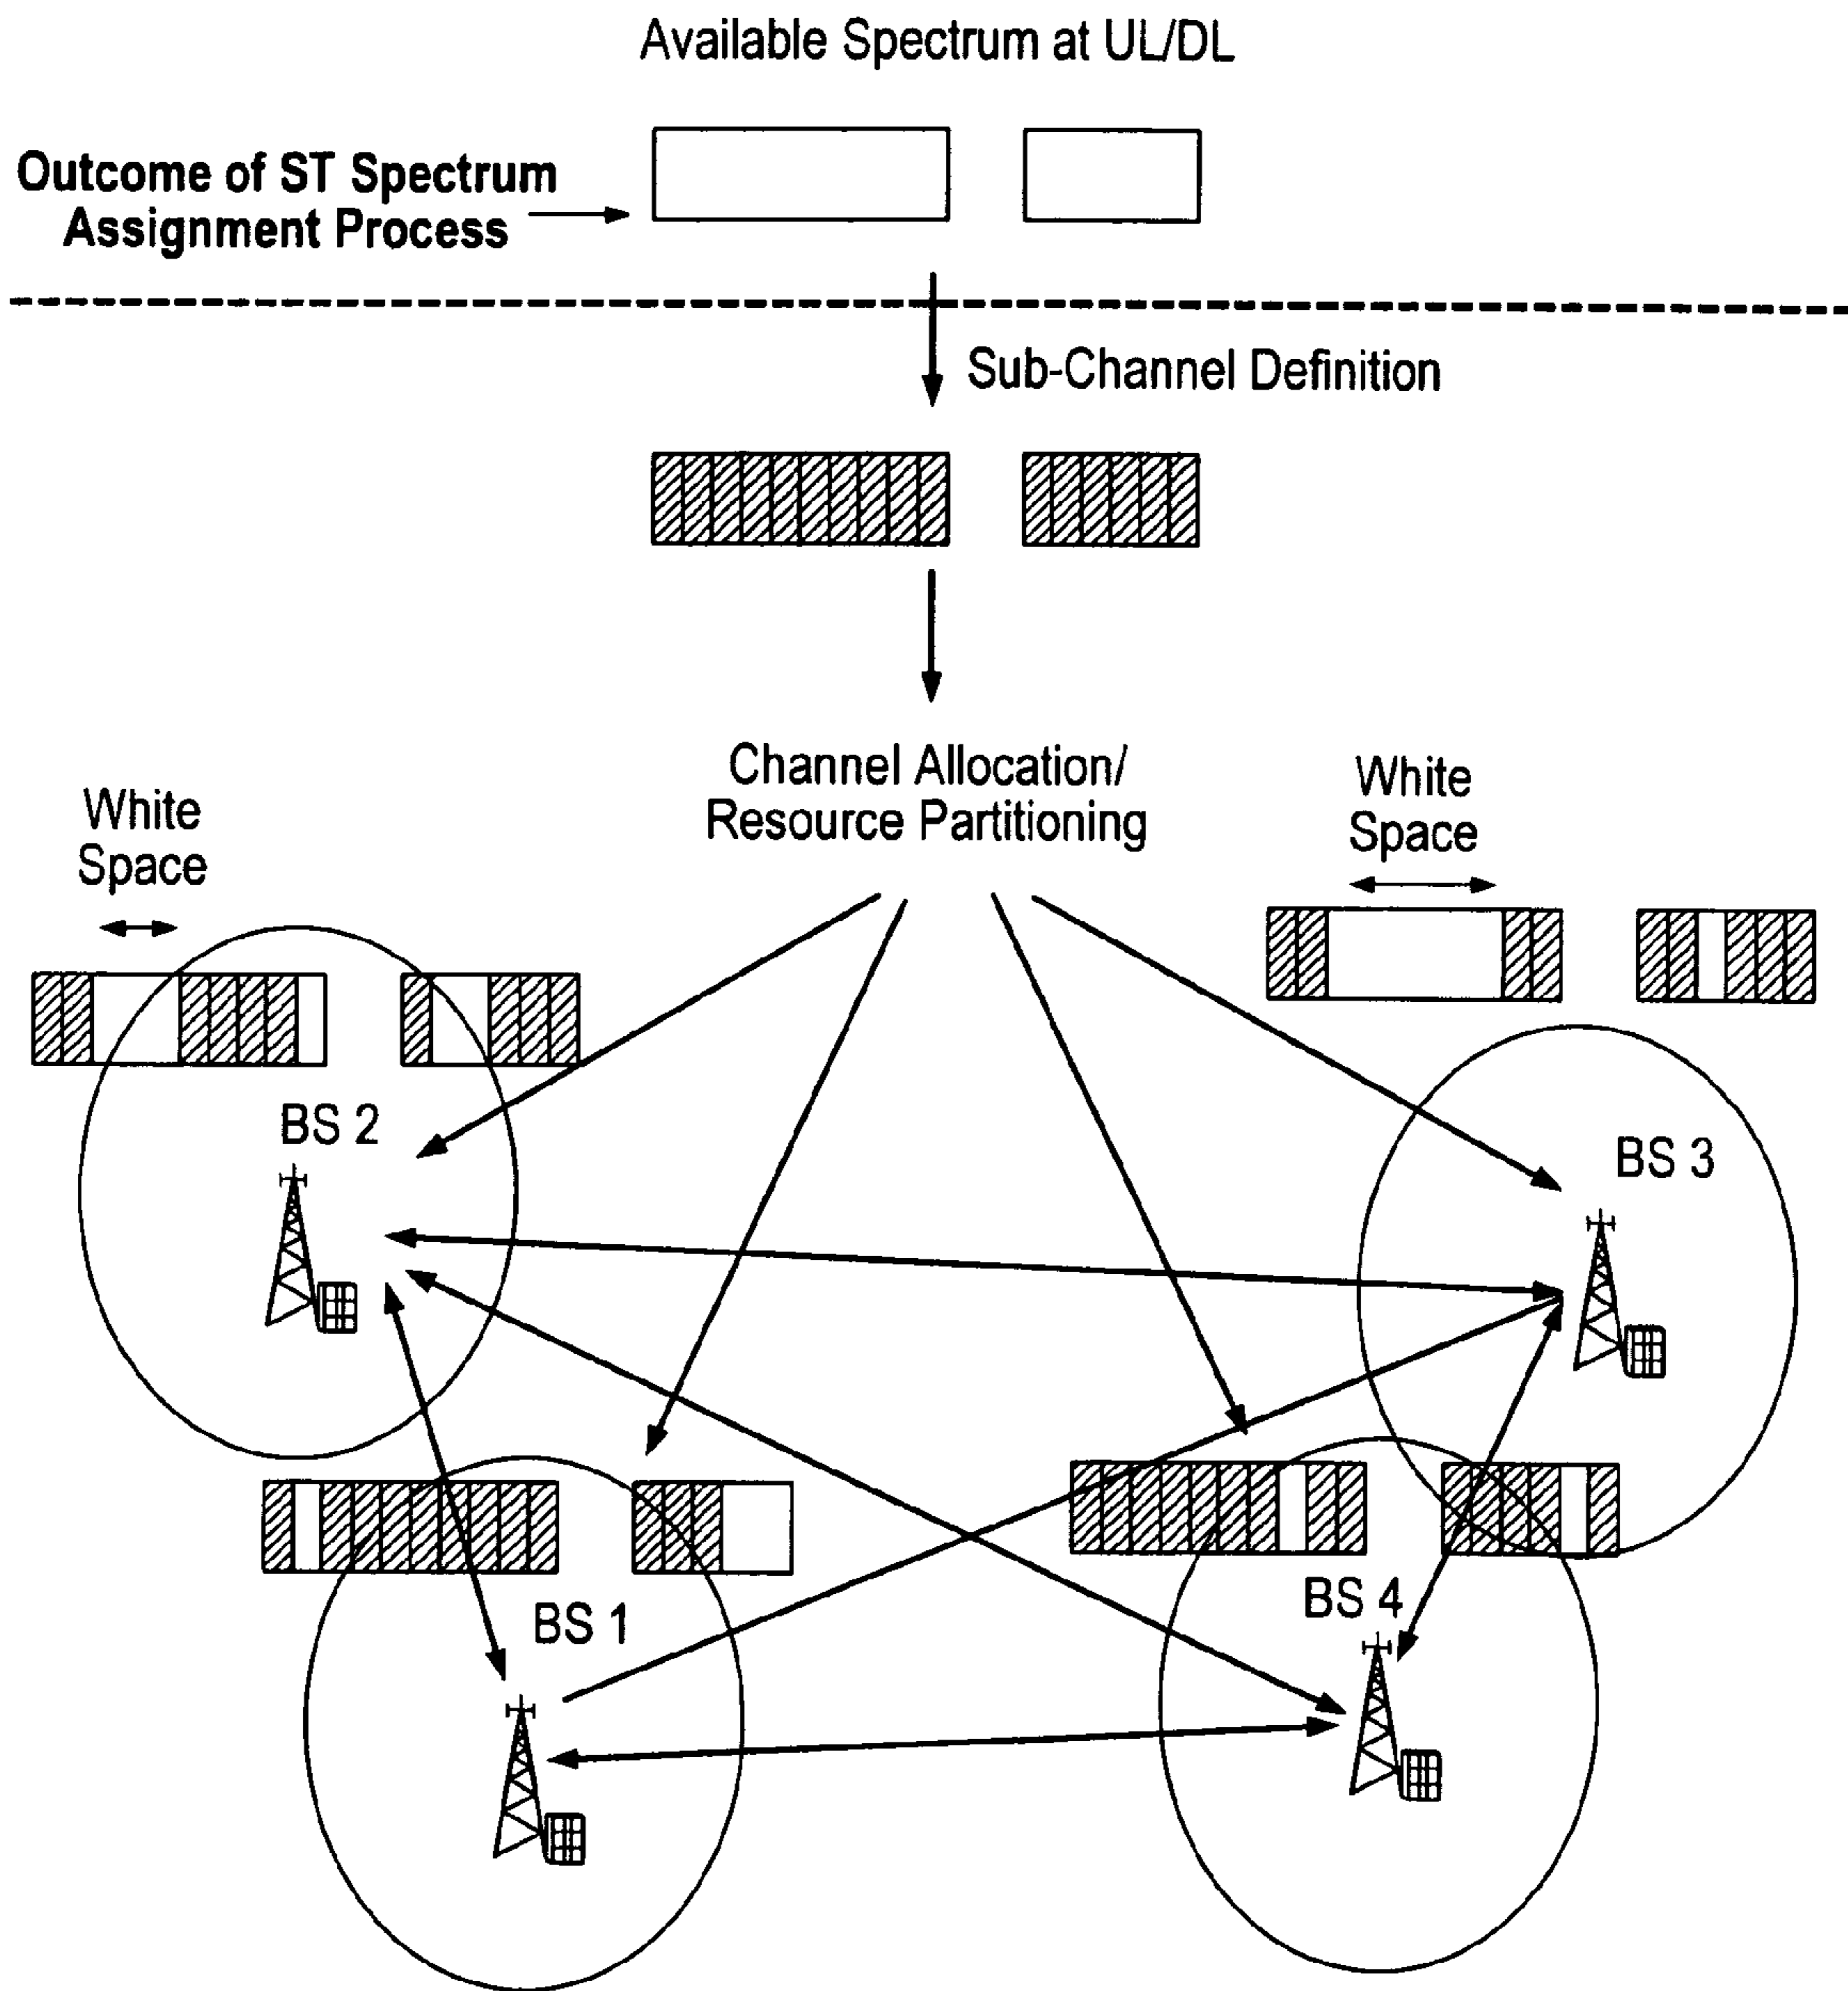 Available Spectrum at UL/DL
Outcome of ST Spectrum
Assignment Process
Sub-Channel Definition
Channel Allocation/
Resource Partitioning
White
Space
White
Space
BS 2
BS 3
BS 1
BS 4